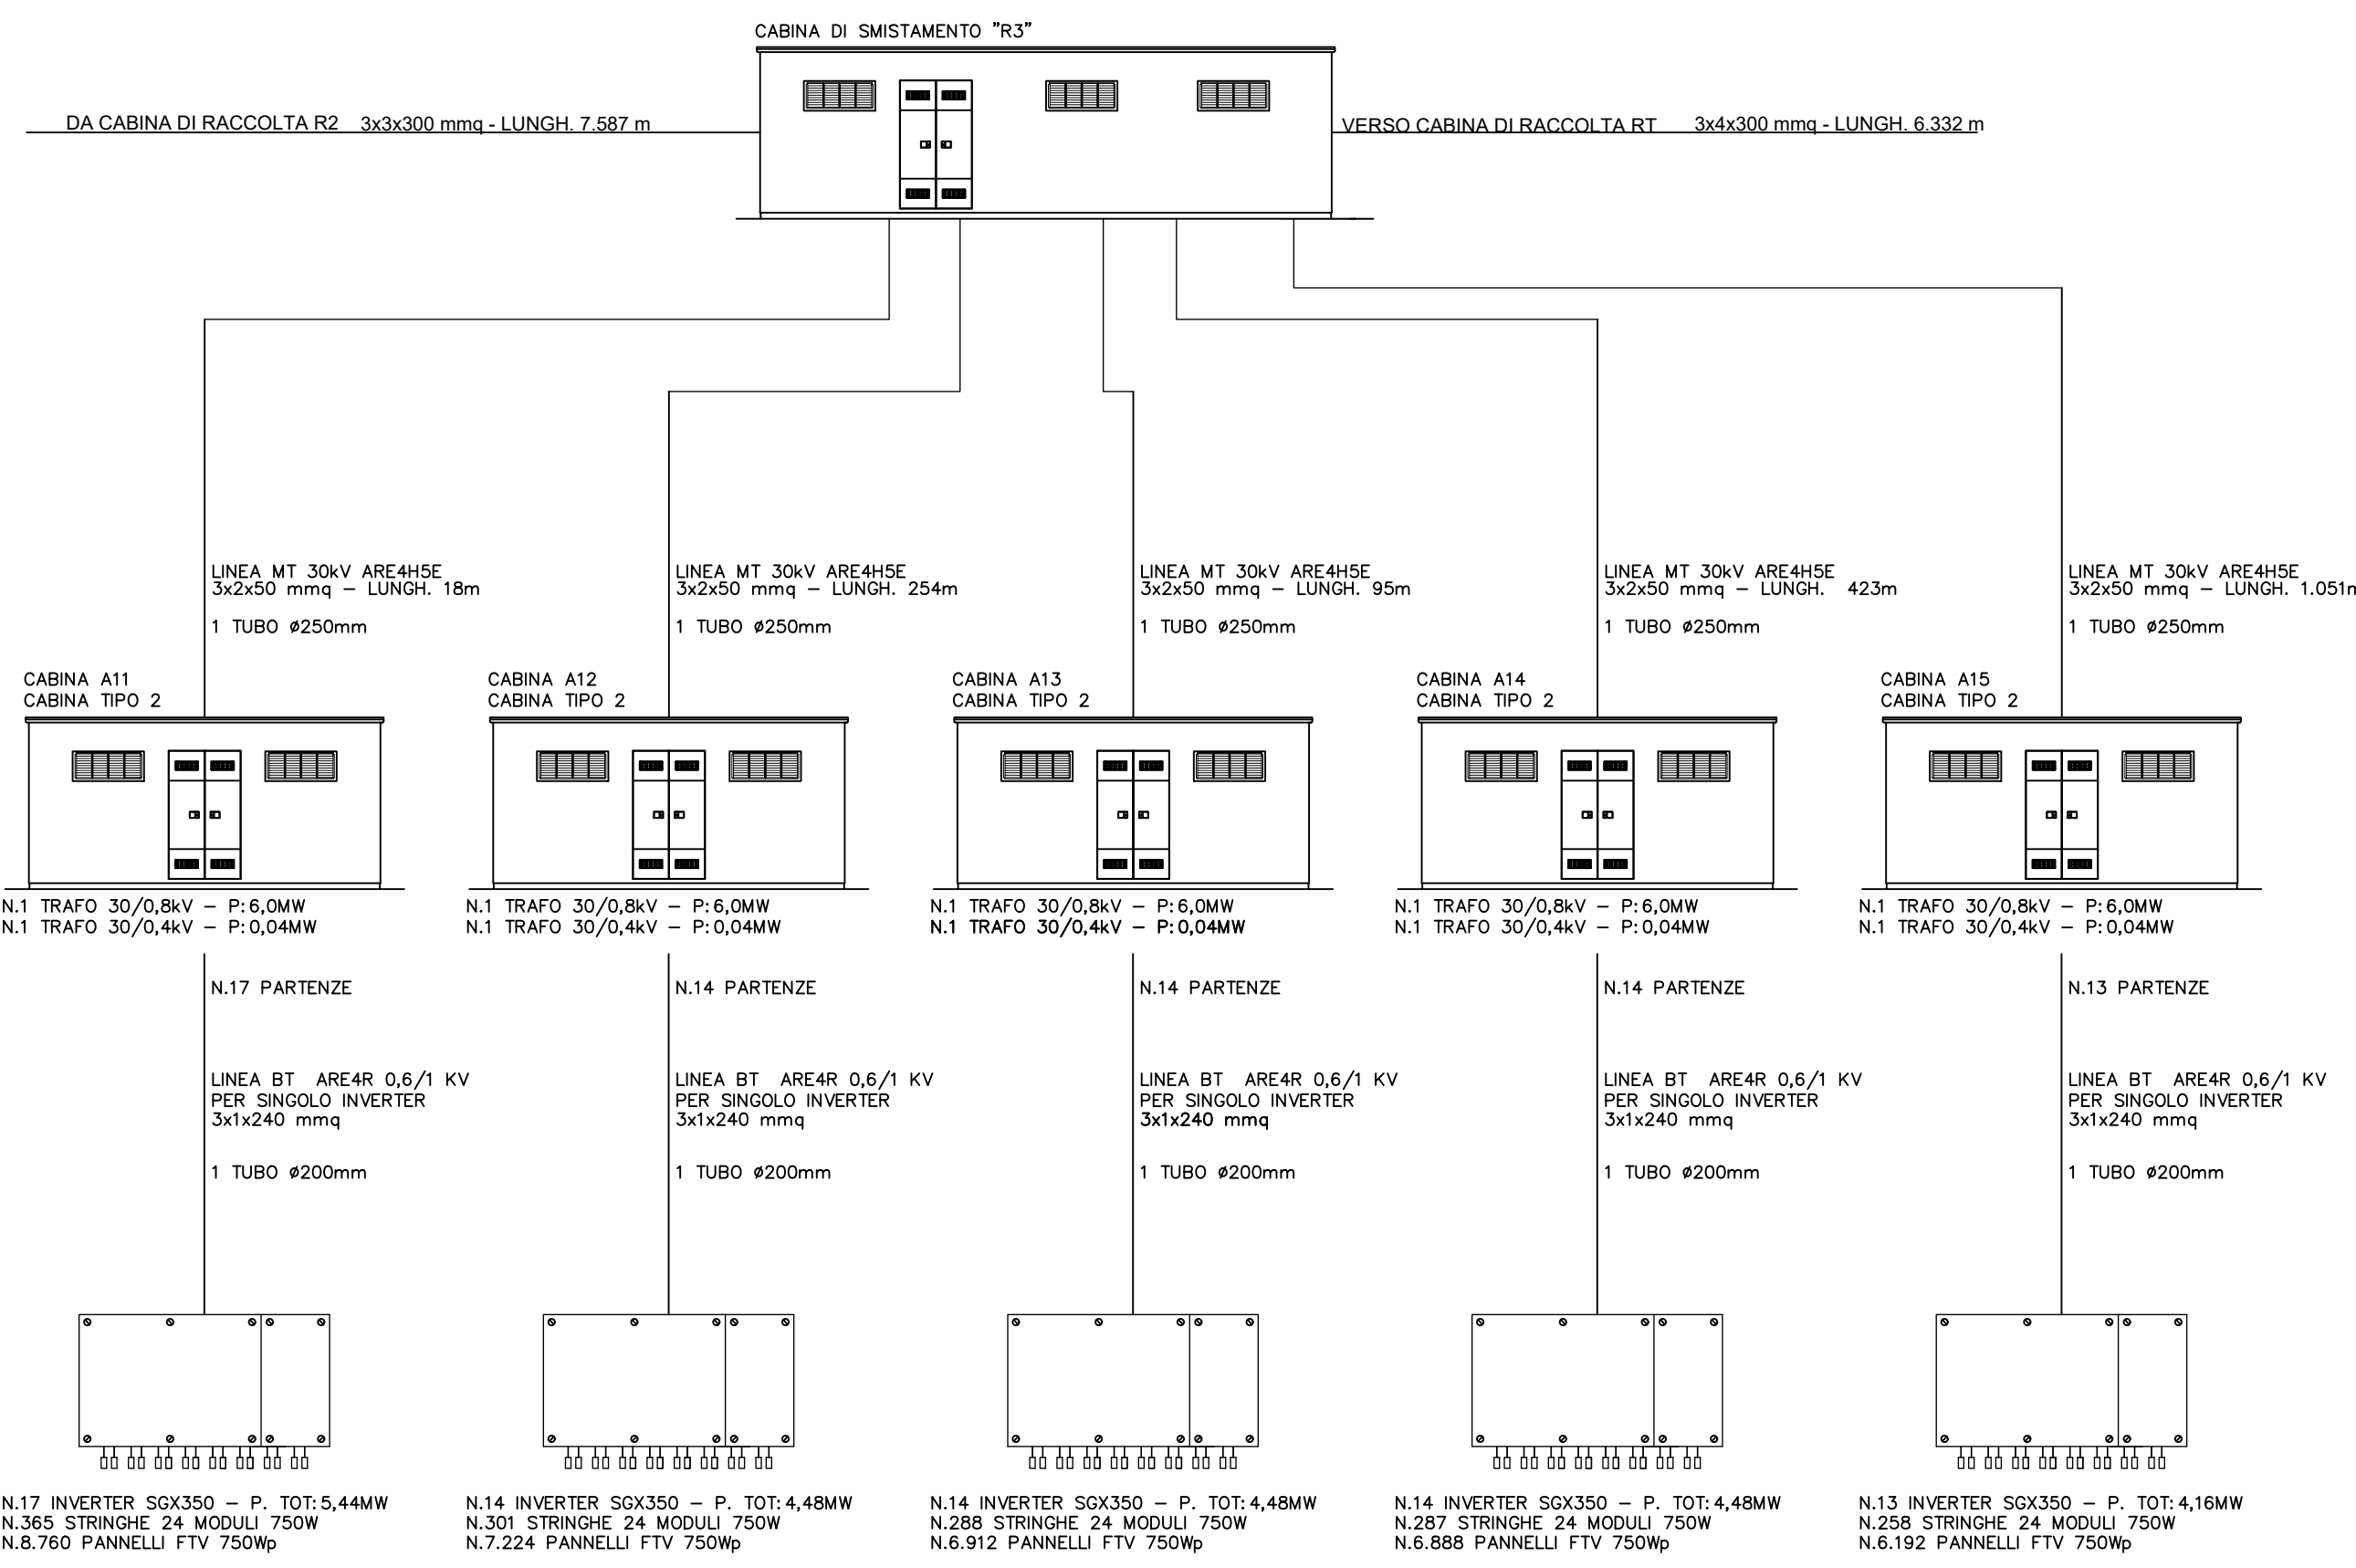 CABINA DI SMISTAMENTO "R3"
DA CABINA DI RACCOLTA R2 3x3x300 mmq - LUNGH. 7.587 m
VERSO CABINA DI RACCOLTA RT 3x4x300 mmq - LUNGH. 6.332 m
LINEA MT 30kV ARE4H5E
3x2x50 mmq – LUNGH. 18m
1 TUBO ø250mm
LINEA MT 30kV ARE4H5E
3x2x50 mmq – LUNGH. 254m
1 TUBO ø250mm
LINEA MT 30kV ARE4H5E
3x2x50 mmq – LUNGH. 95m
1 TUBO ø250mm
LINEA MT 30kV ARE4H5E
3x2x50 mmq – LUNGH. 423m
1 TUBO ø250mm
LINEA MT 30kV ARE4H5E
3x2x50 mmq – LUNGH. 1.051m
1 TUBO ø250mm
CABINA A11
CABINA TIPO 2
CABINA A12
CABINA TIPO 2
CABINA A13
CABINA TIPO 2
CABINA A14
CABINA TIPO 2
CABINA A15
CABINA TIPO 2
N.1 TRAFO 30/0,8kV – P:6,0MW
N.1 TRAFO 30/0,4kV – P:0,04MW
N.1 TRAFO 30/0,8kV – P:6,0MW
N.1 TRAFO 30/0,4kV – P:0,04MW
N.1 TRAFO 30/0,8kV – P:6,0MW
N.1 TRAFO 30/0,4kV – P:0,04MW
N.1 TRAFO 30/0,8kV – P:6,0MW
N.1 TRAFO 30/0,4kV – P:0,04MW
N.1 TRAFO 30/0,8kV – P:6,0MW
N.1 TRAFO 30/0,4kV – P:0,04MW
N.17 PARTENZE
N.14 PARTENZE
N.14 PARTENZE
N.14 PARTENZE
N.13 PARTENZE
LINEA BT ARE4R 0,6/1 KV
PER SINGOLO INVERTER
3x1x240 mmq
1 TUBO ø200mm
LINEA BT ARE4R 0,6/1 KV
PER SINGOLO INVERTER
3x1x240 mmq
1 TUBO ø200mm
LINEA BT ARE4R 0,6/1 KV
PER SINGOLO INVERTER
3x1x240 mmq
1 TUBO ø200mm
LINEA BT ARE4R 0,6/1 KV
PER SINGOLO INVERTER
3x1x240 mmq
1 TUBO ø200mm
LINEA BT ARE4R 0,6/1 KV
PER SINGOLO INVERTER
3x1x240 mmq
1 TUBO ø200mm
N.17 INVERTER SGX350 – P. TOT:5,44MW
N.365 STRINGHE 24 MODULI 750W
N.8.760 PANNELLI FTV 750Wp
N.14 INVERTER SGX350 – P. TOT:4,48MW
N.301 STRINGHE 24 MODULI 750W
N.7.224 PANNELLI FTV 750Wp
N.14 INVERTER SGX350 – P. TOT:4,48MW
N.288 STRINGHE 24 MODULI 750W
N.6.912 PANNELLI FTV 750Wp
N.14 INVERTER SGX350 – P. TOT:4,48MW
N.287 STRINGHE 24 MODULI 750W
N.6.888 PANNELLI FTV 750Wp
N.13 INVERTER SGX350 – P. TOT:4,16MW
N.258 STRINGHE 24 MODULI 750W
N.6.192 PANNELLI FTV 750Wp